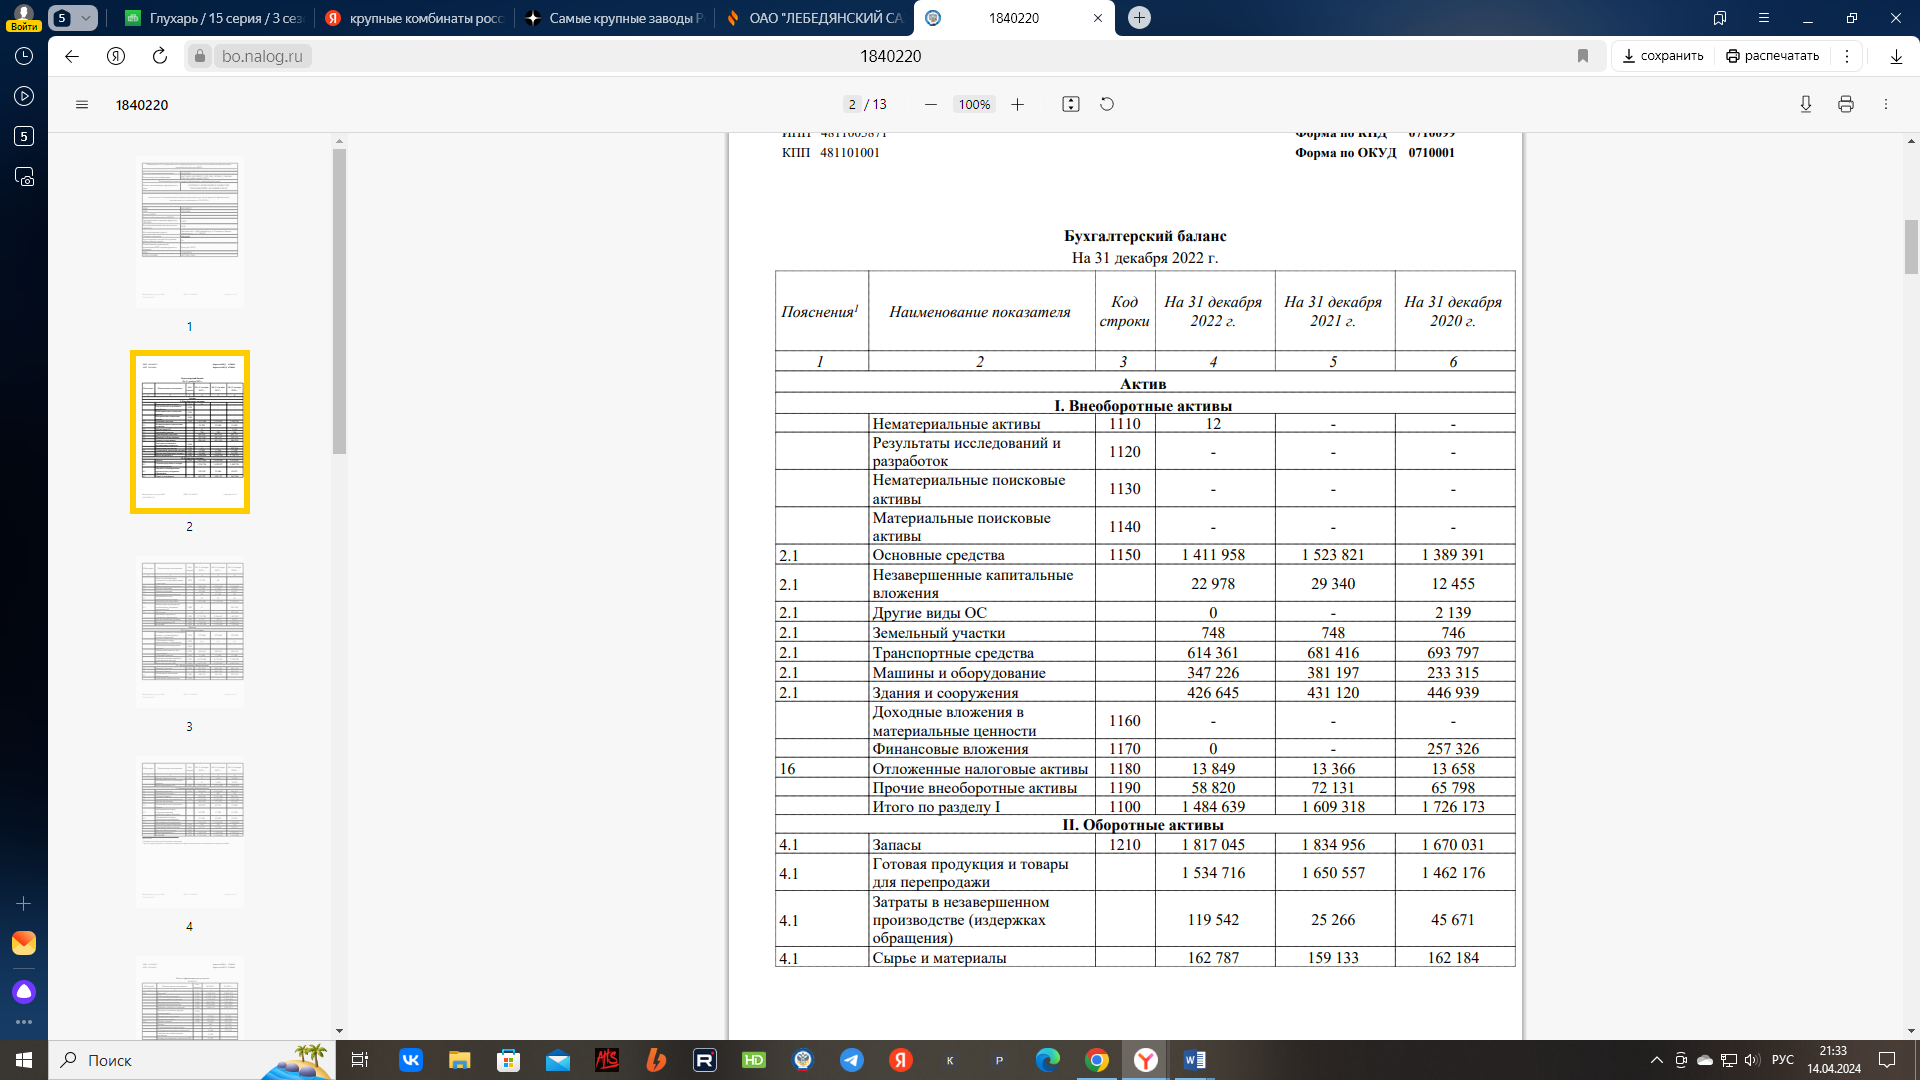 Войти
5
Глухарь / 15 серия / 3 сез
крупные комбинаты росс
Самые крупные заводы Р
ОАО "ЛЕБЕДЯНСКИЙ СА
1840220
bo.nalog.ru
1840220
сохранить
распечатать
5
1840220
2 / 13
100%
1
2
3
4
КПП 481101001
Форма по ОКУД 0710001
Бухгалтерский баланс
На 31 декабря 2022 г.
Пояснения1 Наименование показателя Код строки На 31 декабря 2022 г. На 31 декабря 2021 г. На 31 декабря 2020 г.
1 2 3 4 5 6
Актив
I. Внеоборотные активы
Нематериальные активы 1110 12 - -
Результаты исследований и
разработок 1120 - - -
Нематериальные поисковые
активы 1130 - - -
Материальные поисковые
активы 1140 - - -
2.1 Основные средства 1150 1 411 958 1 523 821 1 389 391
2.1 Незавершенные капитальные
вложения 22 978 29 340 12 455
2.1 Другие виды ОС 0 - 2 139
2.1 Земельный участки 748 748 746
2.1 Транспортные средства 614 361 681 416 693 797
2.1 Машины и оборудование 347 226 381 197 233 315
2.1 Здания и сооружения 426 645 431 120 446 939
Доходные вложения в
материальные ценности 1160 - - -
Финансовые вложения 1170 0 - 257 326
16 Отложенные налоговые активы 1180 13 849 13 366 13 658
Прочие внеоборотные активы 1190 58 820 72 131 65 798
Итого по разделу I 1100 1 484 639 1 609 318 1 726 173
II. Оборотные активы
4.1 Запасы 1210 1 817 045 1 834 956 1 670 031
4.1 Готовая продукция и товары
для перепродажи 1 534 716 1 650 557 1 462 176
4.1 Затраты в незавершенном
производстве (издержках
обращения) 119 542 25 266 45 671
4.1 Сырье и материалы 162 787 159 133 162 184
Поиск
РУС
21:33
14.04.2024